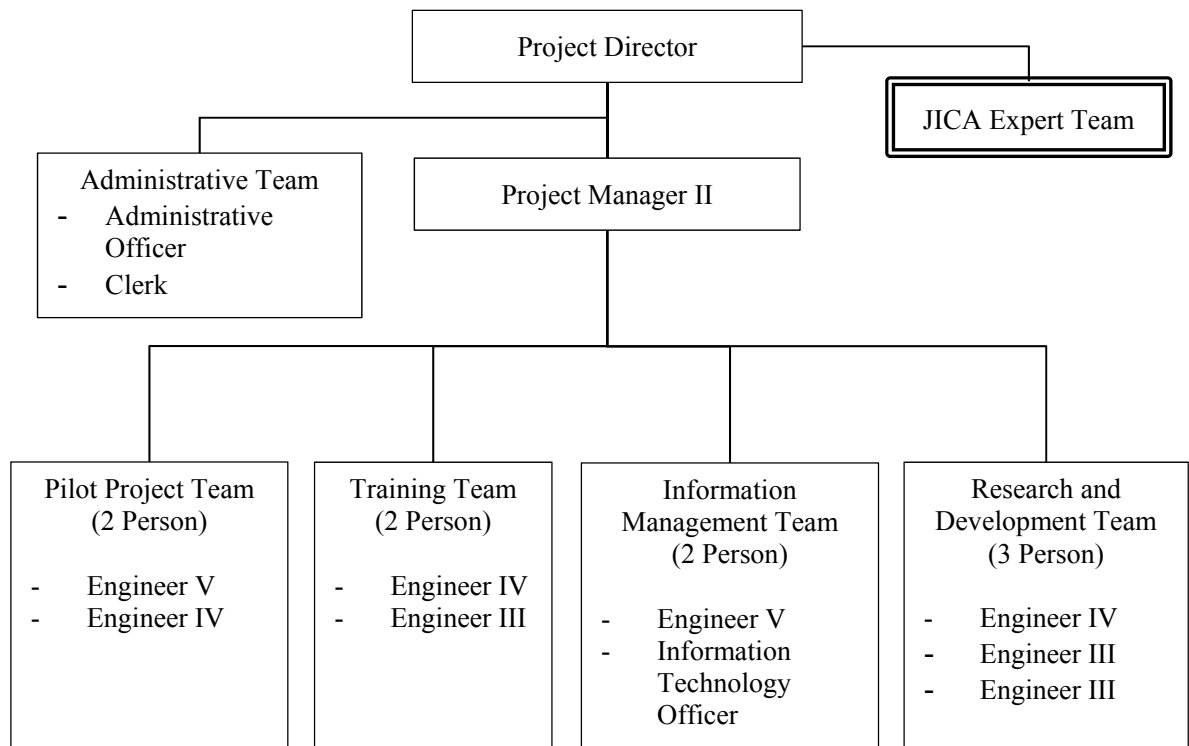 Project Director
JICA Expert Team
Administrative Team
- Administrative
Officer
- Clerk
Project Manager II
Pilot Project Team
(2 Person)
- Engineer V
- Engineer IV
Training Team
(2 Person)
- Engineer IV
- Engineer III
Information
Management Team
(2 Person)
- Engineer V
- Information
Technology
Officer
Research and
Development Team
(3 Person)
- Engineer IV
- Engineer III
- Engineer III